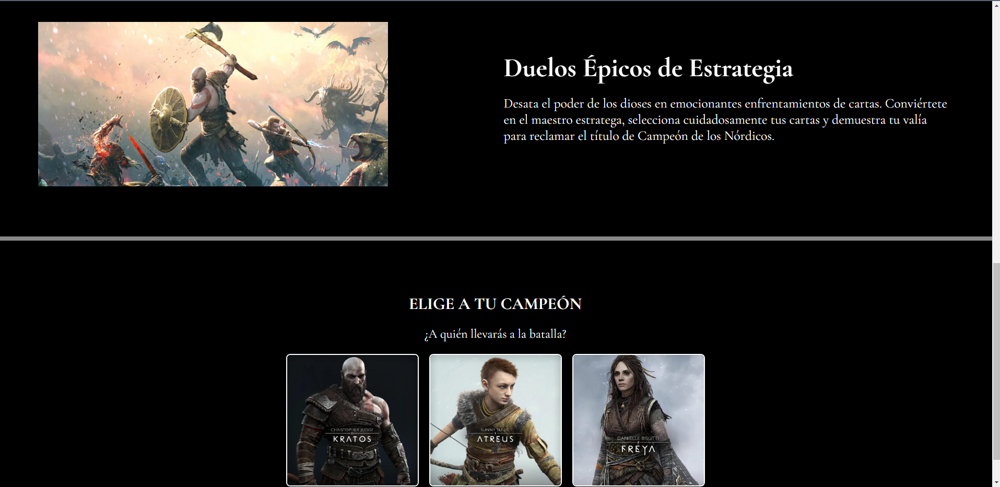 Duelos Épicos de Estrategia
Desata el poder de los dioses en emocionantes enfrentamientos de cartas. Conviértete
en el maestro estratega, selecciona cuidadosamente tus cartas y demuestra tu valía
para reclamar el título de Campeón de los Nórdicos.
ELIGE A TU CAMPEÓN
¿A quién llevarás a la batalla?
CHRISTOPHER JUDGE
KRATOS
SUNNY SULJIC
ATREUS
DANIELLE BISUTTI
FREYA